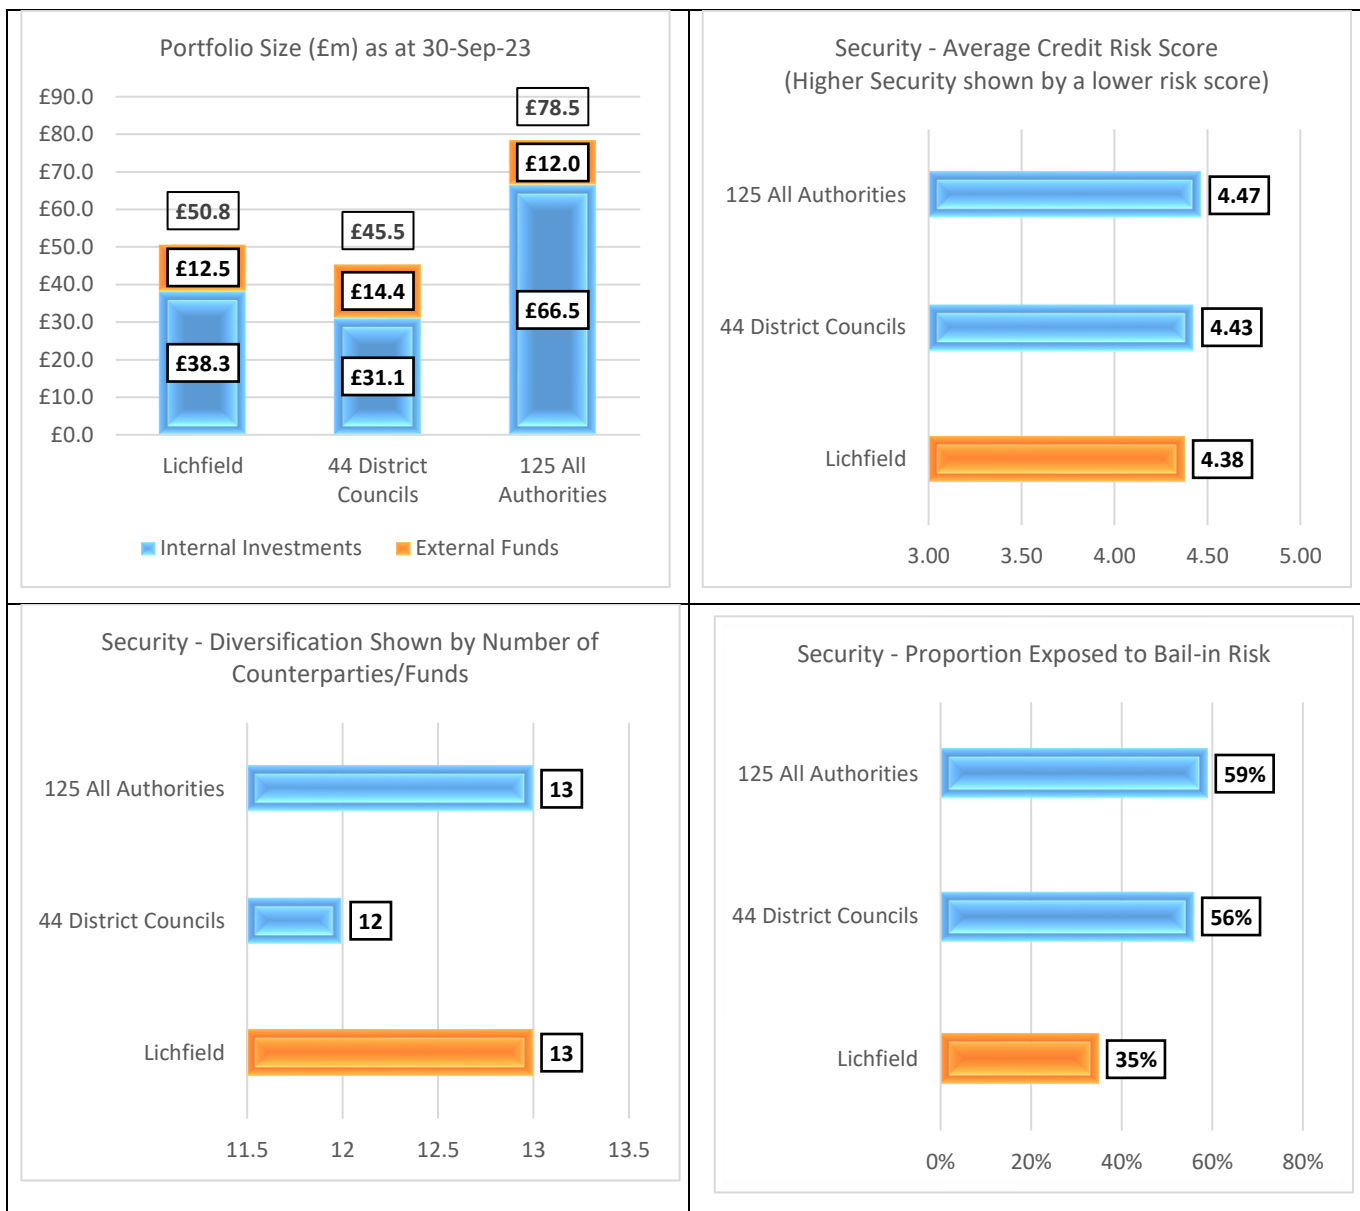 Portfolio Size (£m) as at 30-Sep-23
£90.0
£80.0
£70.0
£60.0
£50.0
£40.0
£30.0
£20.0
£10.0
£0.0
£50.8
£12.5
£38.3
£45.5
£14.4
£31.1
£78.5
£12.0
£66.5
Lichfield
44 District
Councils
125 All
Authorities
Internal Investments
External Funds
Security - Average Credit Risk Score
(Higher Security shown by a lower risk score)
125 All Authorities
4.47
44 District Councils
4.43
Lichfield
4.38
3.00 3.50 4.00 4.50 5.00
Security - Diversification Shown by Number of
Counterparties/Funds
125 All Authorities
13
44 District Councils
12
Lichfield
13
11.5 12 12.5 13 13.5
Security - Proportion Exposed to Bail-in Risk
125 All Authorities
59%
44 District Councils
56%
Lichfield
35%
0% 20% 40% 60% 80%